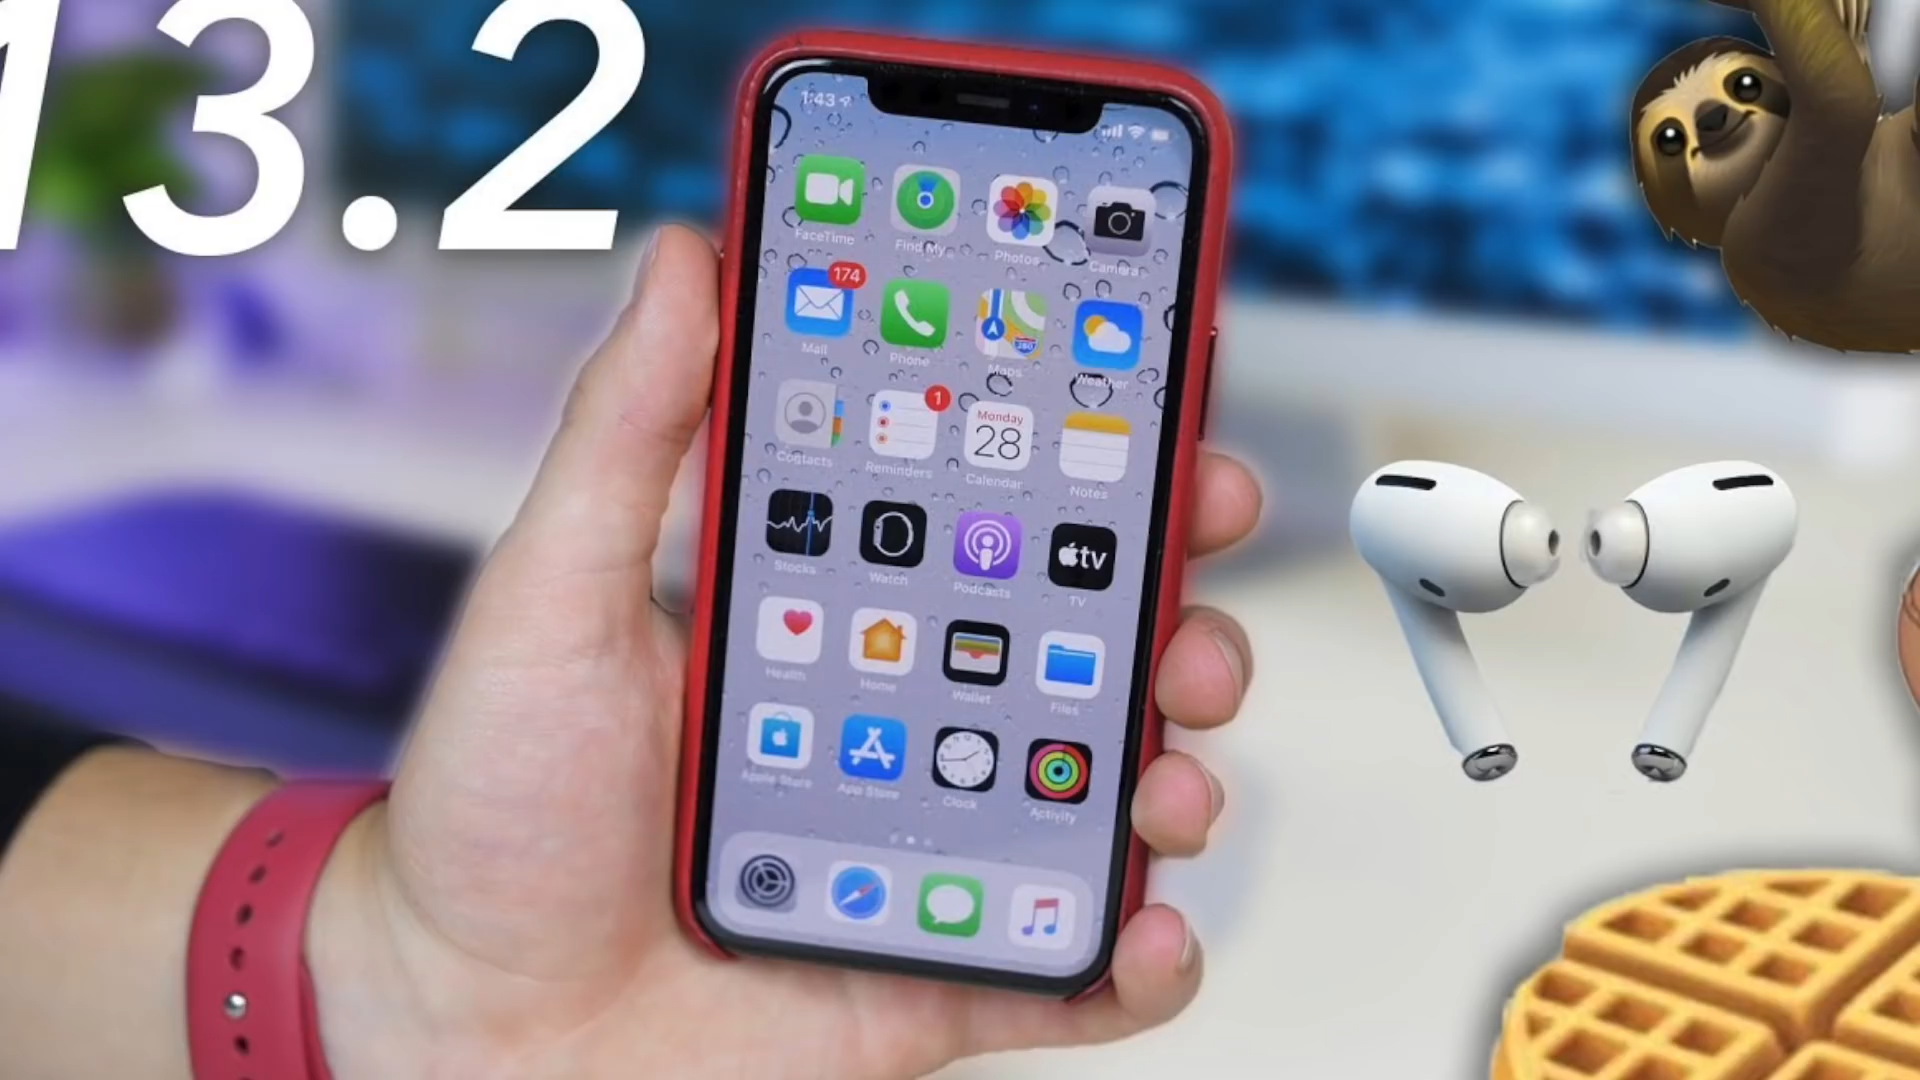 13.2
1:43
FaceTime
Find My
Photos
Camera
174
Mail
Phone
280
Maps
Weather
Contacts
1
Reminders
Monday
28
Calendar
Notes
Stocks
Watch
Podcasts
tv
TV
Health
Home
Wallet
Files
Apple Store
App Store
Clock
Activity